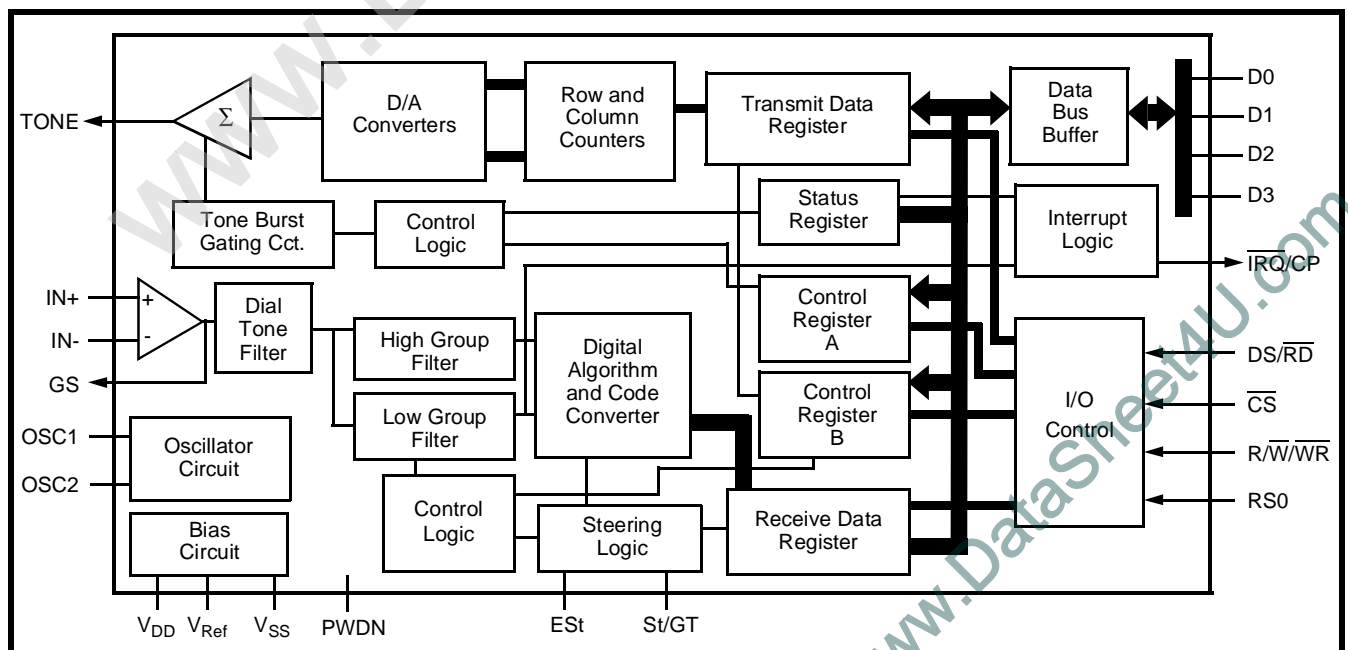 TONE
Σ
D/A
Converters
Row and
Column
Counters
Transmit Data
Register
Data
Bus
Buffer
D0
D1
D2
D3
Tone Burst
Gating Cct.
Control
Logic
Status
Register
Interrupt
Logic
IRQ/CP
IN+
IN-
GS
+
-
Dial
Tone
Filter
High Group
Filter
Low Group
Filter
Digital
Algorithm
and Code
Converter
Control
Register
A
Control
Register
B
I/O
Control
DS/RD
CS
R/W/WR
RS0
OSC1
OSC2
Oscillator
Circuit
Bias
Circuit
Control
Logic
Steering
Logic
Receive Data
Register
VDD
VRef
VSS
PWDN
ESt
St/GT
www.DataSheet4U.com